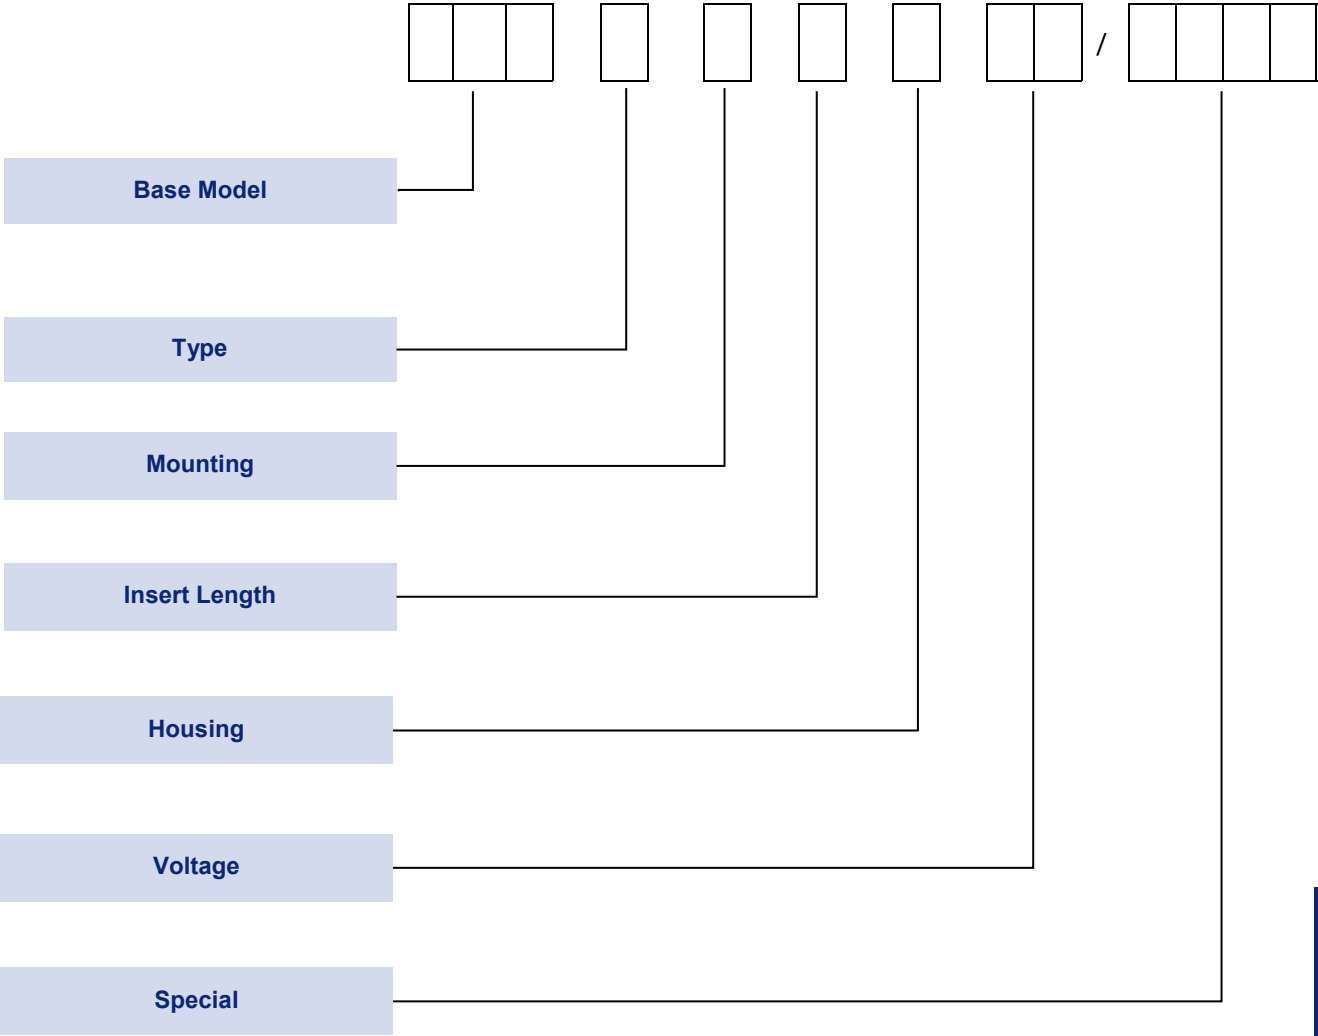 /
Base Model
Type
Mounting
Insert Length
Housing
Voltage
Special